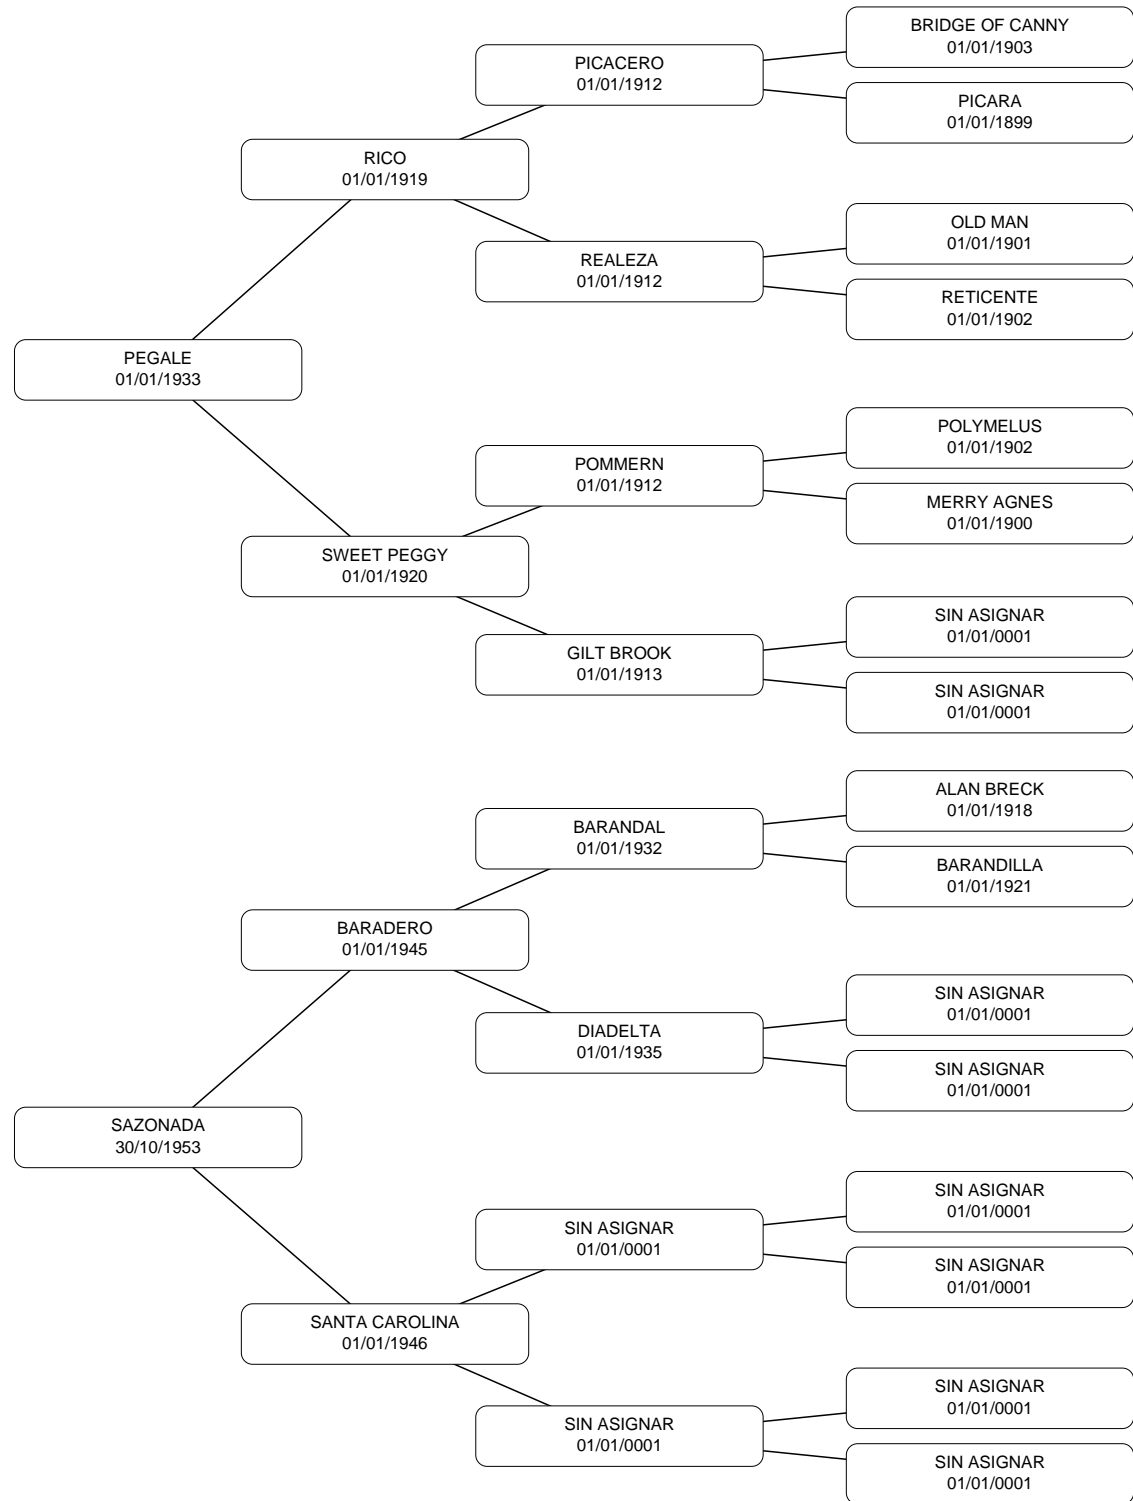 BRIDGE OF CANNY
01/01/1903
PICACERO
01/01/1912
PICARA
01/01/1899
RICO
01/01/1919
OLD MAN
01/01/1901
REALEZA
01/01/1912
RETICENTE
01/01/1902
PEGALE
01/01/1933
POLYMELUS
01/01/1902
POMMERN
01/01/1912
MERRY AGNES
01/01/1900
SWEET PEGGY
01/01/1920
SIN ASIGNAR
01/01/0001
GILT BROOK
01/01/1913
SIN ASIGNAR
01/01/0001
ALAN BRECK
01/01/1918
BARANDAL
01/01/1932
BARANDILLA
01/01/1921
BARADERO
01/01/1945
SIN ASIGNAR
01/01/0001
DIADELTA
01/01/1935
SIN ASIGNAR
01/01/0001
SAZONADA
30/10/1953
SIN ASIGNAR
01/01/0001
SIN ASIGNAR
01/01/0001
SIN ASIGNAR
01/01/0001
SANTA CAROLINA
01/01/1946
SIN ASIGNAR
01/01/0001
SIN ASIGNAR
01/01/0001
SIN ASIGNAR
01/01/0001